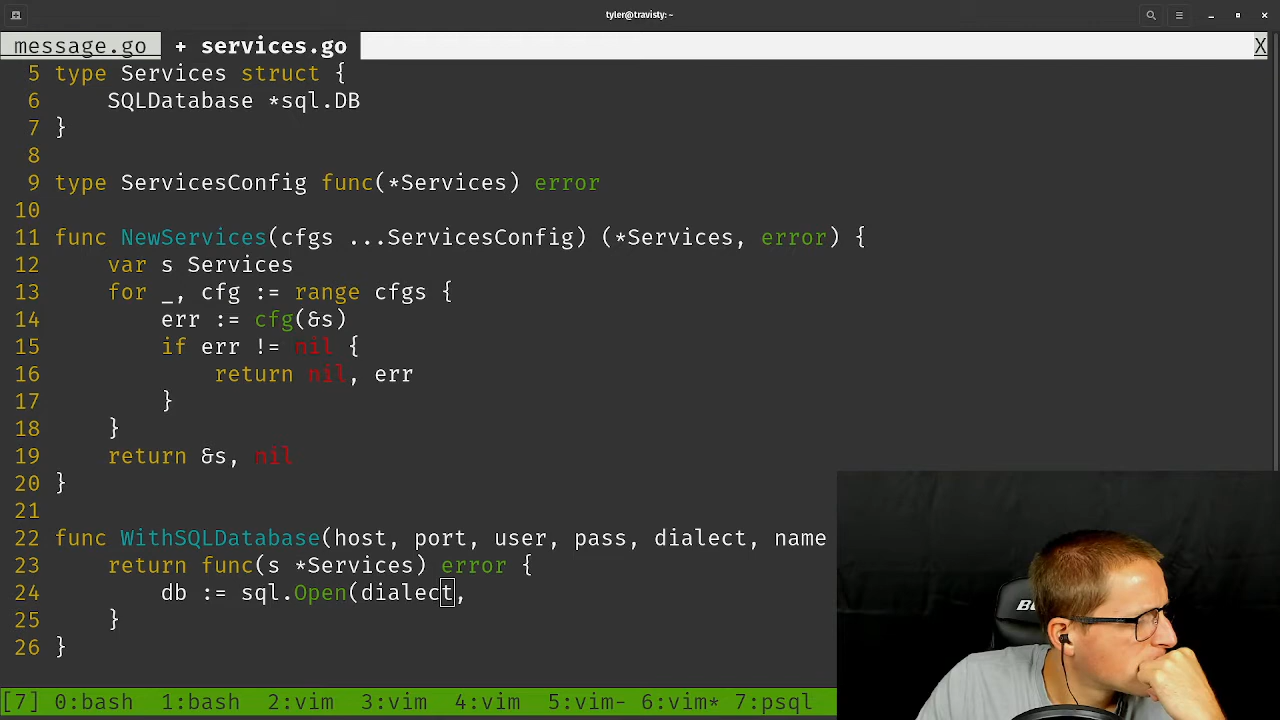 tyler@travisty: ~
message.go + services.go X
5 type Services struct {
6 SQLDatabase *sql.DB
7 }
8
9 type ServicesConfig func(*Services) error
10
11 func NewServices(cfgs ...ServicesConfig) (*Services, error) {
12 var s Services
13 for _, cfg := range cfgs {
14 err := cfg(&s)
15 if err != nil {
16 return nil, err
17 }
18 }
19 return &s, nil
20 }
21
22 func WithSQLDatabase(host, port, user, pass, dialect, name
23 return func(s *Services) error {
24 db := sql.Open(dialect,
25 }
26 }
[7] 0:bash 1:bash 2:vim 3:vim 4:vim 5:vim- 6:vim* 7:psql